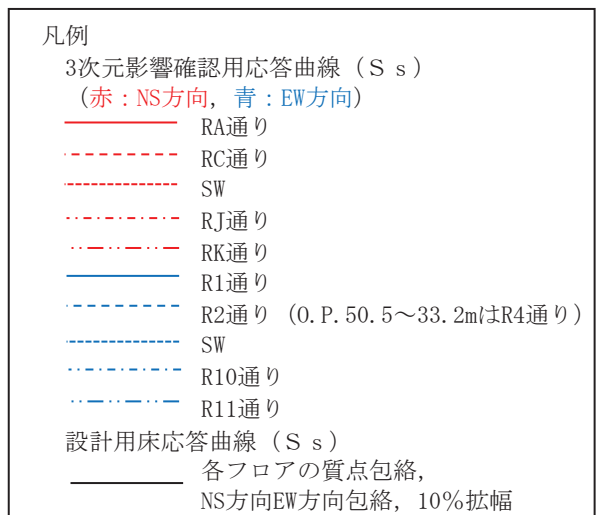 凡例
3次元影響確認用応答曲線（Ｓｓ）
（赤：NS方向，青：EW方向）
RA通り
RC通り
SW
RJ通り
RK通り
R1通り
R2通り（O.P.50.5～33.2mはR4通り）
SW
R10通り
R11通り
設計用床応答曲線（Ｓｓ）
各フロアの質点包絡，
NS方向EW方向包絡，10％拡幅